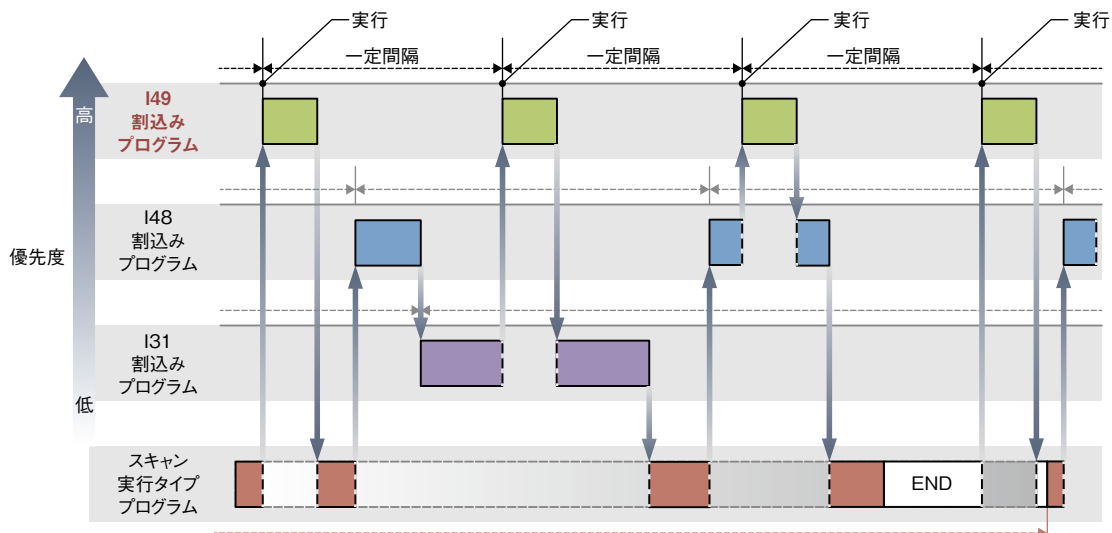 実行
実行
実行
実行
一定間隔
一定間隔
一定間隔
高
I49
割込み
プログラム
I48
割込み
プログラム
優先度
I31
割込み
プログラム
低
スキャン
実行タイプ
プログラム
END